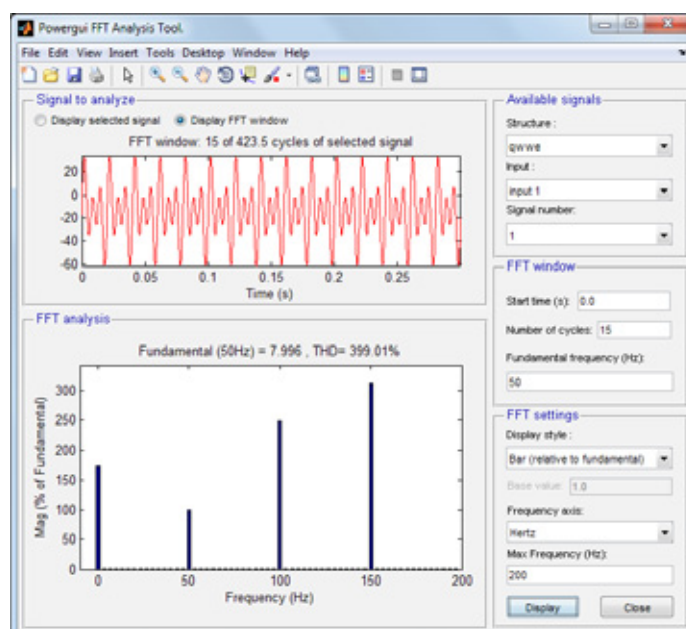 Powergui FFT Analysis Tool.
File Edit View Insert Tools Desktop Window Help
Signal to analyze
Display selected signal Display FFT window
FFT window: 15 of 423.5 cycles of selected signal
20
0
-20
-40
-60
0 0.05 0.1 0.15 0.2 0.25
Time (s)
FFT analysis
Fundamental (50Hz) = 7.996 , THD= 399.01%
Mag (% of Fundamental)
300
250
200
150
100
50
0
0 50 100 150 200
Frequency (Hz)
Available signals
Structure :
qwwe
Input :
input 1
Signal number:
1
FFT window
Start time (s): 0.0
Number of cycles: 15
Fundamental frequency (Hz):
50
FFT settings
Display style :
Bar (relative to fundamental)
Base value: 1.0
Frequency axis:
Hertz
Max Frequency (Hz):
200
Display Close